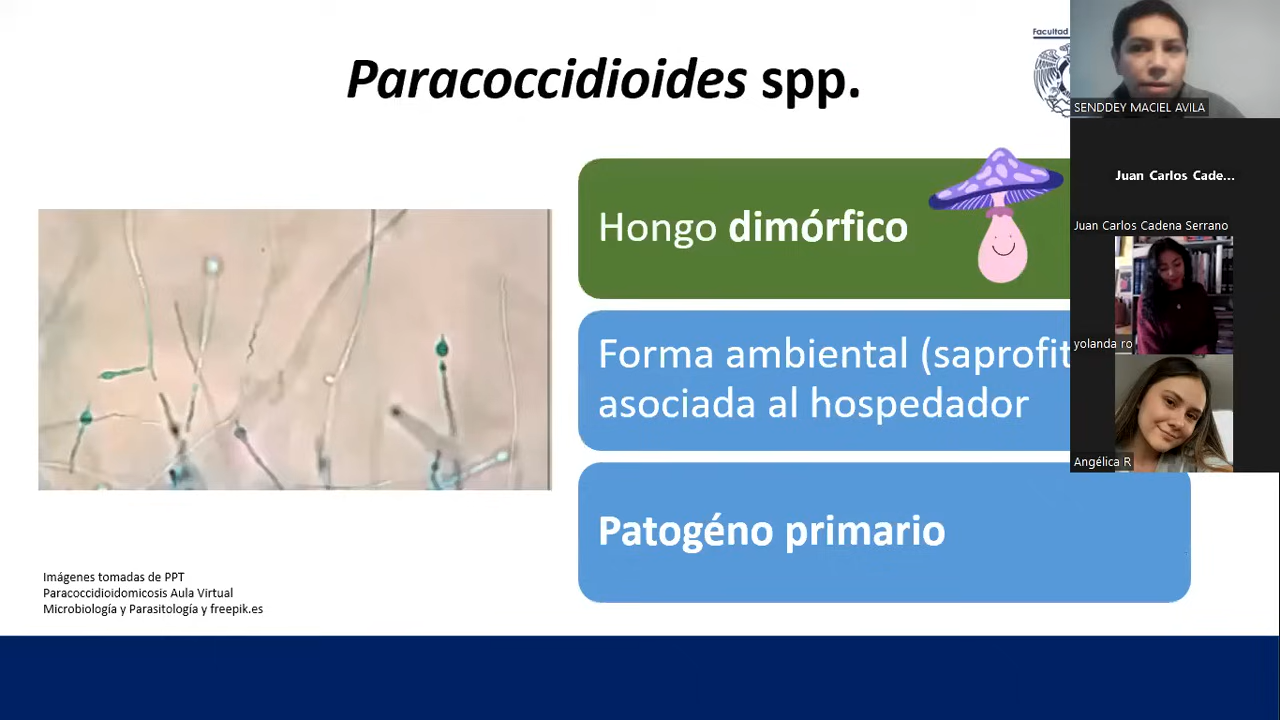 Paracoccidioides spp.
Facultad
Hongo dimórfico
Forma ambiental (saprofit
asociada al hospedador
Patogéno primario
Imágenes tomadas de PPT
Paracoccidioidomicosis Aula Virtual
Microbiología y Parasitología y freepik.es
SENDDEY MACIEL AVILA
Juan Carlos Cade...
Juan Carlos Cadena Serrano
yolanda ro
Angélica R